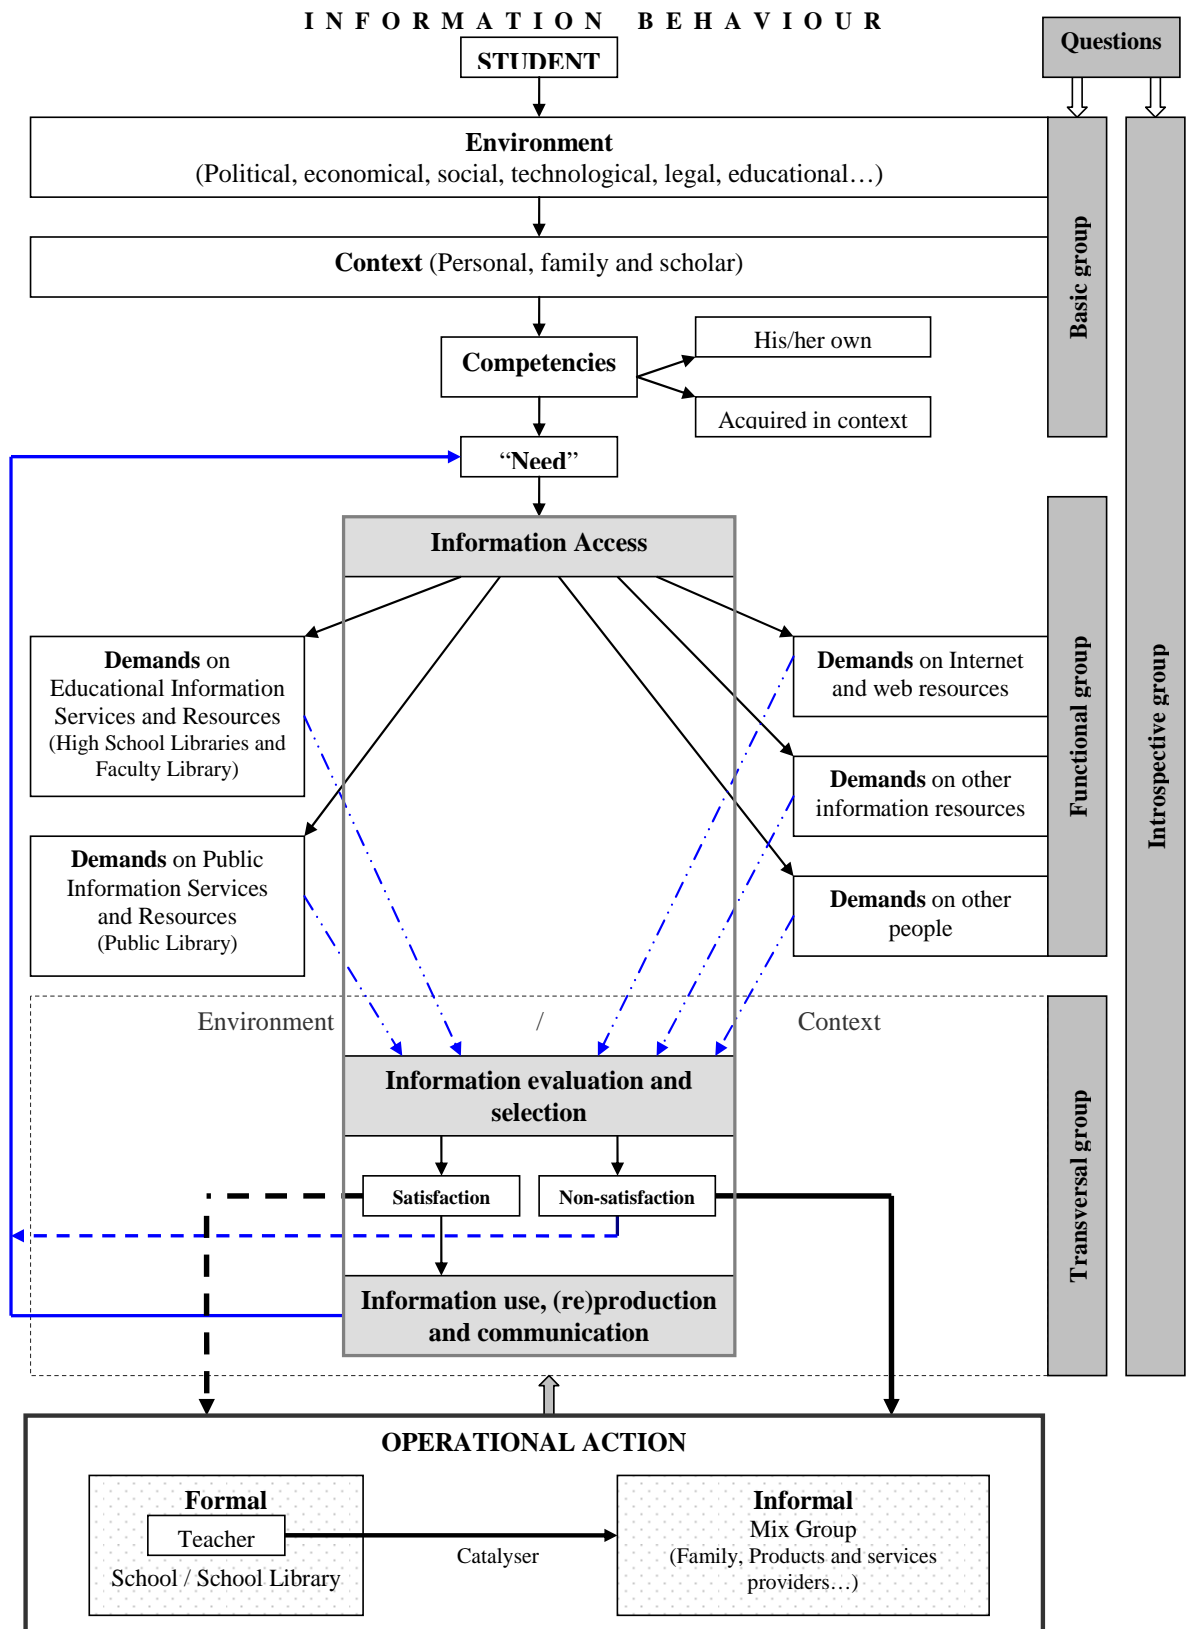 INFORMATION BEHAVIOUR
STUDENT
Questions
Environment
(Political, economical, social, technological, legal, educational…)
Context (Personal, family and scholar)
Basic group
Competencies
His/her own
Acquired in context
“Need”
Information Access
Demands on
Educational Information
Services and Resources
(High School Libraries and
Faculty Library)
Demands on Public
Information Services
and Resources
(Public Library)
Demands on Internet
and web resources
Demands on other
information resources
Demands on other
people
Functional group
Introspective group
Environment / Context
Information evaluation and
selection
Satisfaction
Non-satisfaction
Information use, (re)production
and communication
Transversal group
OPERATIONAL ACTION
Formal
Teacher
School / School Library
Catalyser
Informal
Mix Group
(Family, Products and services
providers…)